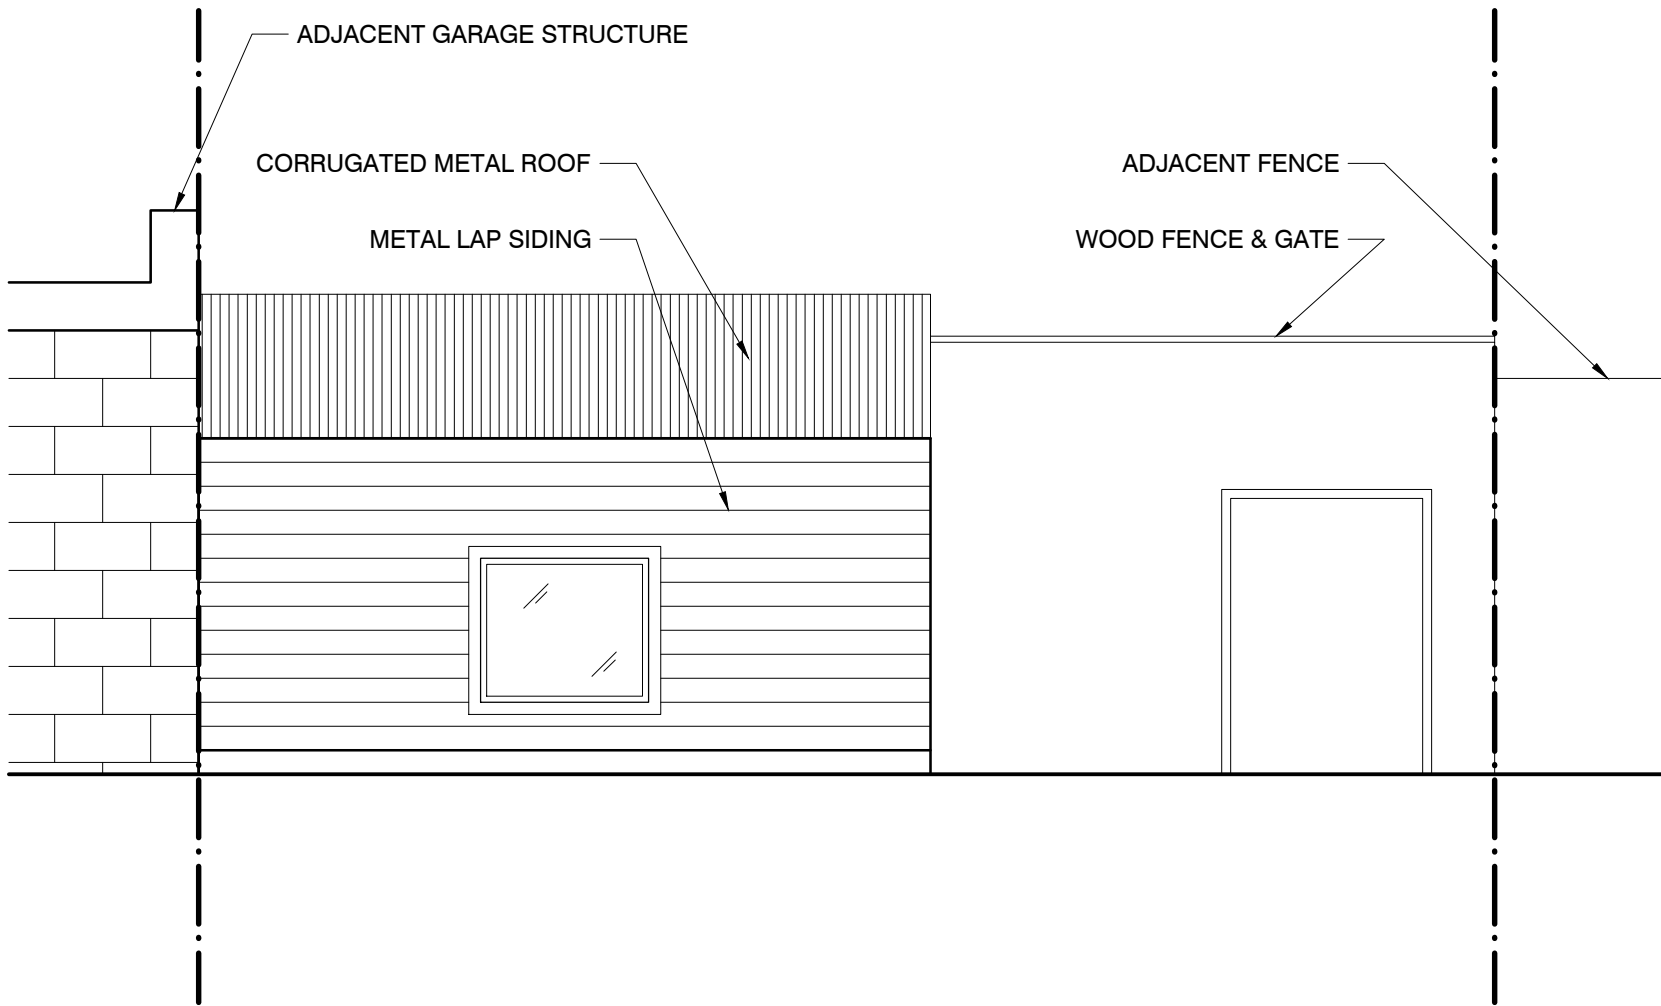 ADJACENT GARAGE STRUCTURE
CORRUGATED METAL ROOF
ADJACENT FENCE
METAL LAP SIDING
WOOD FENCE & GATE